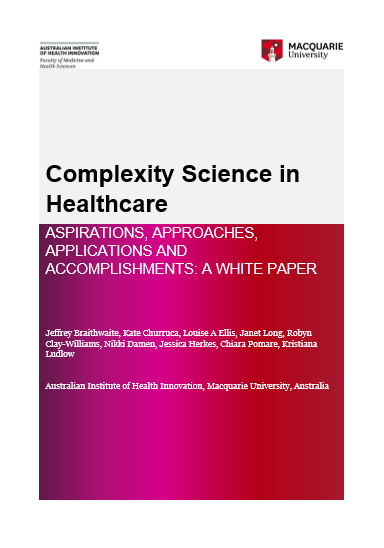 AUSTRALIAN INSTITUTE
OF HEALTH INNOVATION
Faculty of Medicine and
Health Sciences
MACQUARIE
University
Complexity Science in
Healthcare
ASPIRATIONS, APPROACHES,
APPLICATIONS AND
ACCOMPLISHMENTS: A WHITE PAPER
Jeffrey Braithwaite, Kate Churruca, Louise A Ellis, Janet Long, Robyn
Clay-Williams, Nikki Damen, Jessica Herkes, Chiara Pomare, Kristiana
Ludlow
Australian Institute of Health Innovation, Macquarie University, Australia